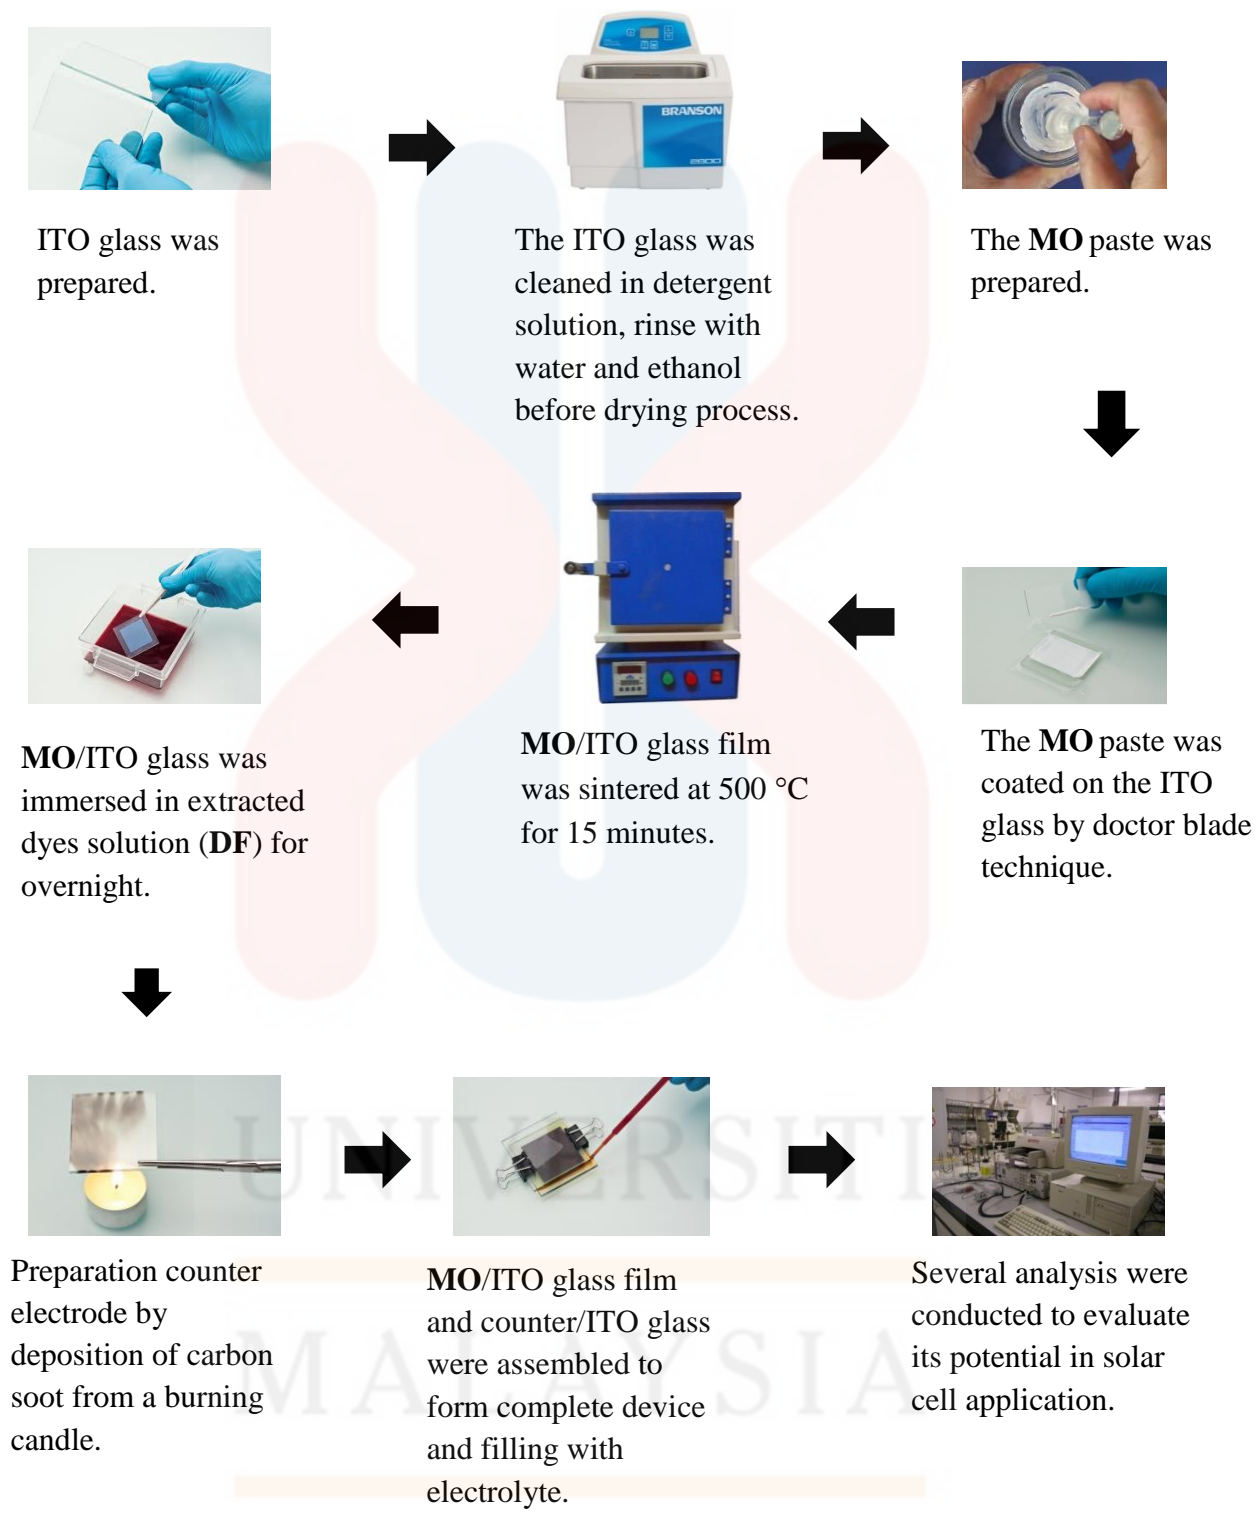 BRANSON
2800
ITO glass was
prepared.
The ITO glass was
cleaned in detergent
solution, rinse with
water and ethanol
before drying process.
The MO paste was
prepared.
The MO paste was
coated on the ITO
glass by doctor blade
technique.
MO/ITO glass film
was sintered at 500 °C
for 15 minutes.
MO/ITO glass was
immersed in extracted
dyes solution (DF) for
overnight.
Preparation counter
electrode by
deposition of carbon
soot from a burning
candle.
MO/ITO glass film
and counter/ITO glass
were assembled to
form complete device
and filling with
electrolyte.
Several analysis were
conducted to evaluate
its potential in solar
cell application.
UNIVERSITI
MALAYSIA